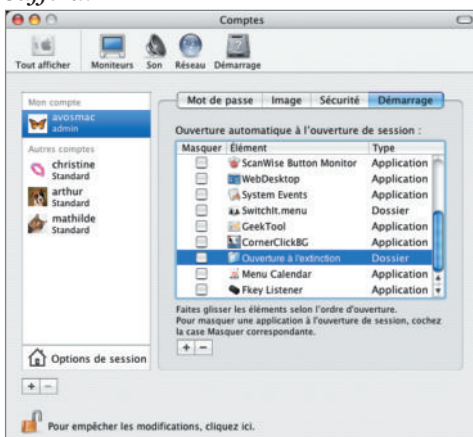 Comptes
Tout afficher Moniteurs Son Réseau Démarrage
Mon compte
avosmac
admin
Autres comptes
christine
Standard
arthur
Standard
mathilde
Standard
Options de session
Mot de passe Image Sécurité Démarrage
Ouverture automatique à l'ouverture de session :
Masquer Élément Type
ScanWise Button Monitor Application
WebDesktop Application
System Events Application
SwitchIt.menu Dossier
GeekTool Application
CornerClickBG Application
Ouverture à l'extinction Dossier
Menu Calendar Application
Fkey Listener Application
Faites glisser les éléments selon l'ordre d'ouverture.
Pour masquer une application à l'ouverture de session, cochez
la case Masquer correspondante.
+ -
+ -
Pour empêcher les modifications, cliquez ici.